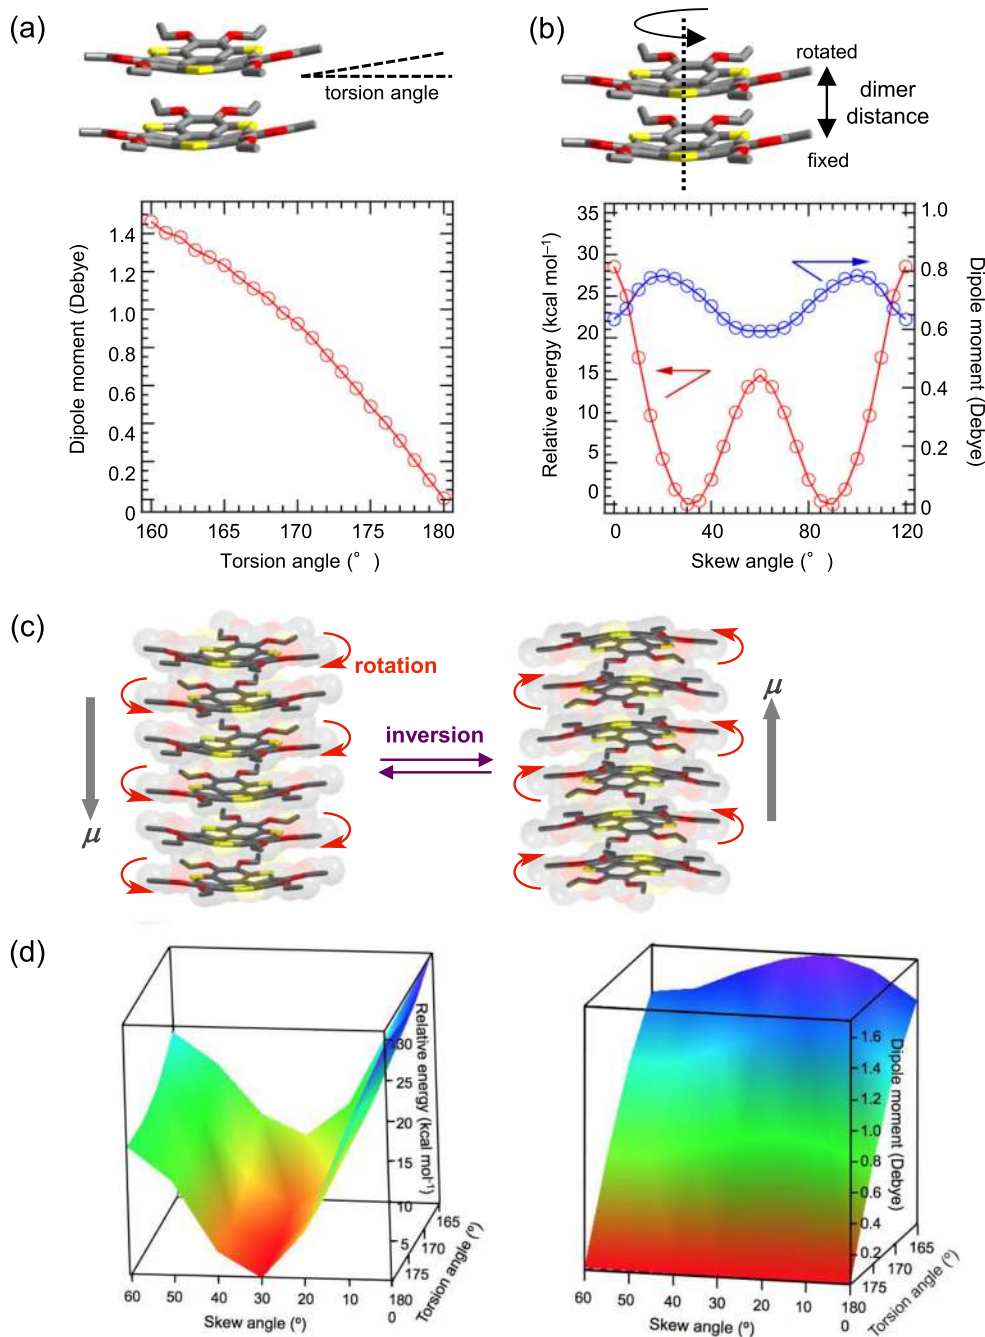 (a)
torsion angle
(b)
rotated
dimer
distance
fixed
Dipole moment (Debye)
1.4
1.2
1.0
0.8
0.6
0.4
0.2
0
160 165 170 175 180
Torsion angle (°)
Relative energy (kcal mol⁻¹)
35
30
25
20
15
10
5
0
1.0
0.8
0.6
0.4
0.2
0
Dipole moment (Debye)
0 40 80 120
Skew angle (°)
(c)
rotation
μ
inversion
μ
(d)
Relative energy (kcal mol⁻¹)
30
25
20
15
10
5
165
170
175
180
Torsion angle (º)
60 50 40 30 20 10 0
Skew angle (º)
Dipole moment (Debye)
1.6
1.4
1.2
1.0
0.8
0.6
0.4
0.2
165
170
175
180
Torsion angle (º)
60 50 40 30 20 10 0
Skew angle (º)